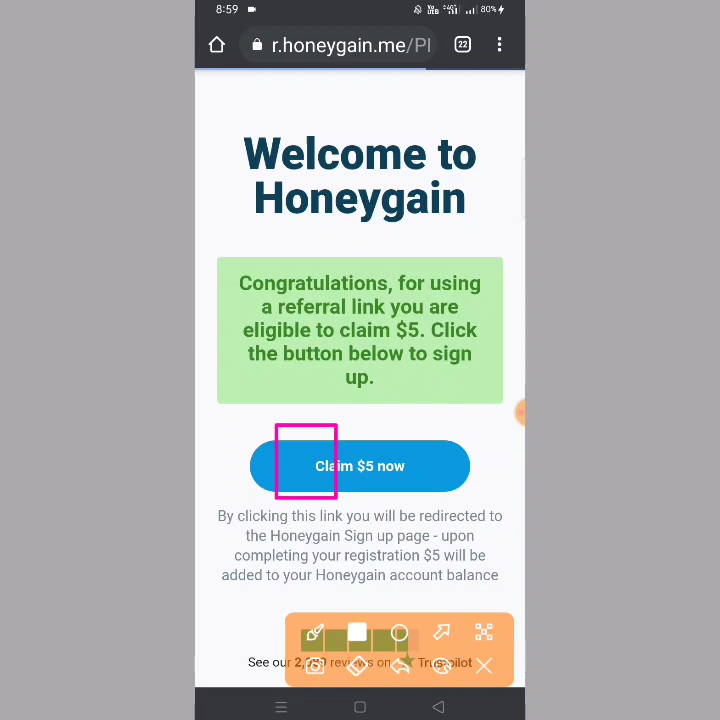 8:59 80%
r.honeygain.me/Pl 22
Welcome to
Honeygain
Congratulations, for using
a referral link you are
eligible to claim $5. Click
the button below to sign
up.
Claim $5 now
By clicking this link you will be redirected to
the Honeygain Sign up page - upon
completing your registration $5 will be
added to your Honeygain account balance
See our reviews on Trustpilot